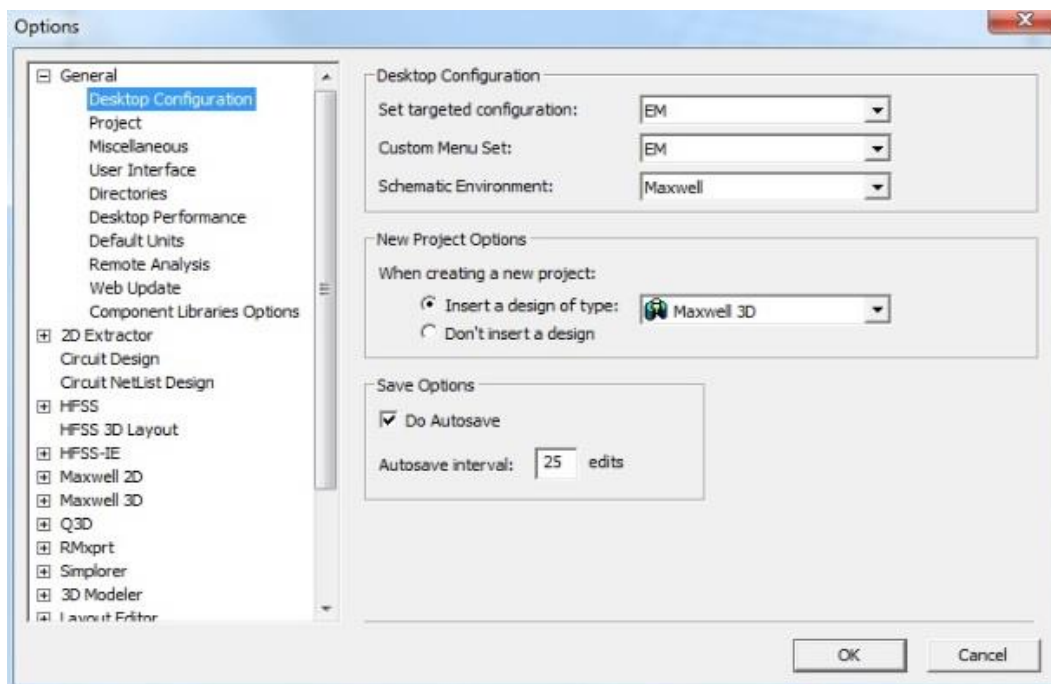 Options
General
Desktop Configuration
Project
Miscellaneous
User Interface
Directories
Desktop Performance
Default Units
Remote Analysis
Web Update
Component Libraries Options
2D Extractor
Circuit Design
Circuit NetList Design
HFSS
HFSS 3D Layout
HFSS-IE
Maxwell 2D
Maxwell 3D
Q3D
RMxprt
Simplorer
3D Modeler
Layout Editor
Desktop Configuration
Set targeted configuration: EM
Custom Menu Set: EM
Schematic Environment: Maxwell
New Project Options
When creating a new project:
Insert a design of type: Maxwell 3D
Don't insert a design
Save Options
Do Autosave
Autosave interval: 25 edits
OK Cancel